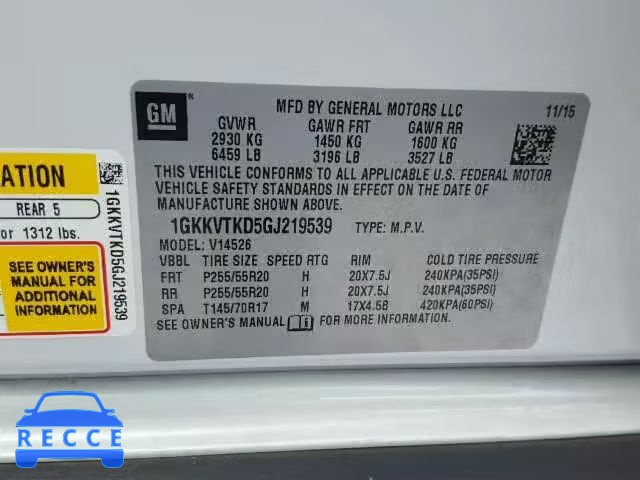 GM ®
MFD BY GENERAL MOTORS LLC 11/15
GVWR GAWR FRT GAWR RR
2930 KG 1450 KG 1600 KG
6459 LB 3196 LB 3527 LB
THIS VEHICLE CONFORMS TO ALL APPLICABLE U.S. FEDERAL MOTOR
VEHICLE SAFETY STANDARDS IN EFFECT ON THE DATE OF
MANUFACTURE SHOWN ABOVE.
1GKKVTKD5GJ219539 TYPE: M.P.V.
MODEL: V14526
VBBL TIRE SIZE SPEED RTG RIM COLD TIRE PRESSURE
FRT P255/55R20 H 20X7.5J 240KPA(35PSI)
RR P255/55R20 H 20X7.5J 240KPA(35PSI)
SPA T145/70R17 M 17X4.5B 420KPA(60PSI)
SEE OWNER'S MANUAL FOR MORE INFORMATION
ATION
REAR 5
or 1312 lbs.
SEE OWNER'S
MANUAL FOR
ADDITIONAL
INFORMATION
1GKKVTKD5GJ219539
RECCE